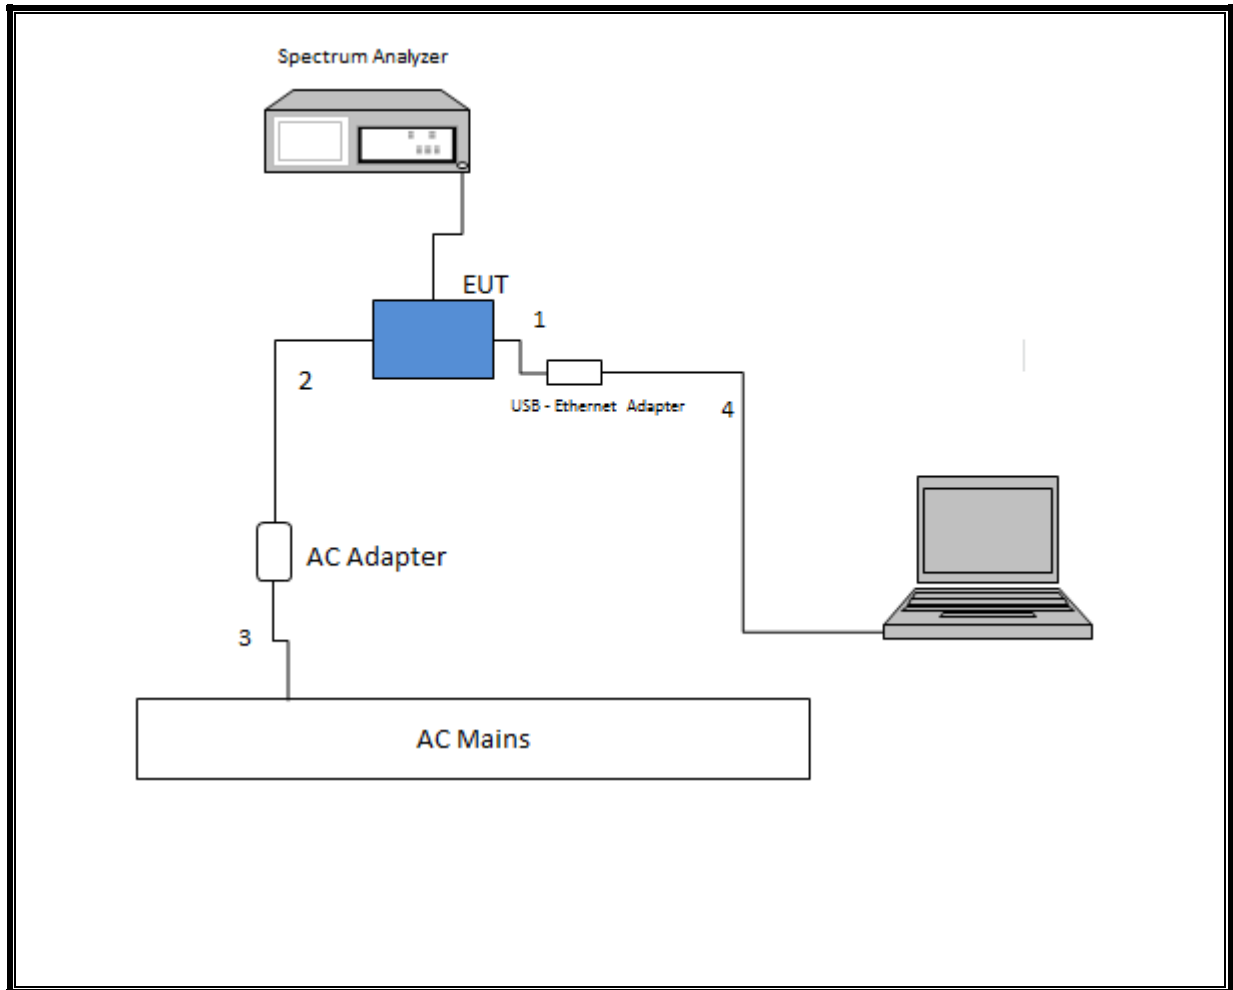 Spectrum Analyzer
EUT
1
2
USB - Ethernet Adapter
4
AC Adapter
3
AC Mains